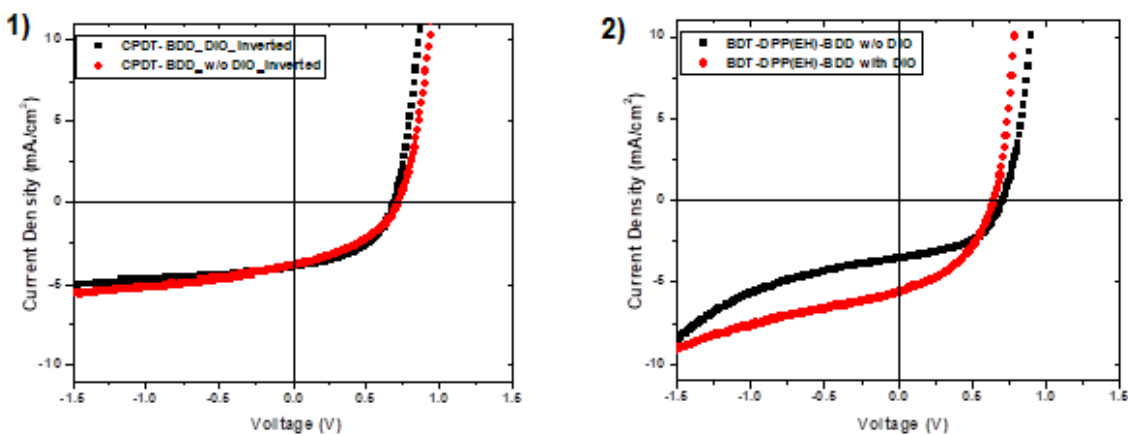 1)
CPDT- BDD_DIO_Inverted
CPDT- BDD_w/o DIO_Inverted
Current Density (mA/cm²)
10
5
0
-5
-10
-1.5 -1.0 -0.5 0.0 0.5 1.0 1.5
Voltage (V)
2)
BDT-DPP(EH)-BDD w/o DIO
BDT-DPP(EH)-BDD with DIO
Current Density (mA/cm²)
10
5
0
-5
-10
-1.5 -1.0 -0.5 0.0 0.5 1.0 1.5
Voltage (V)